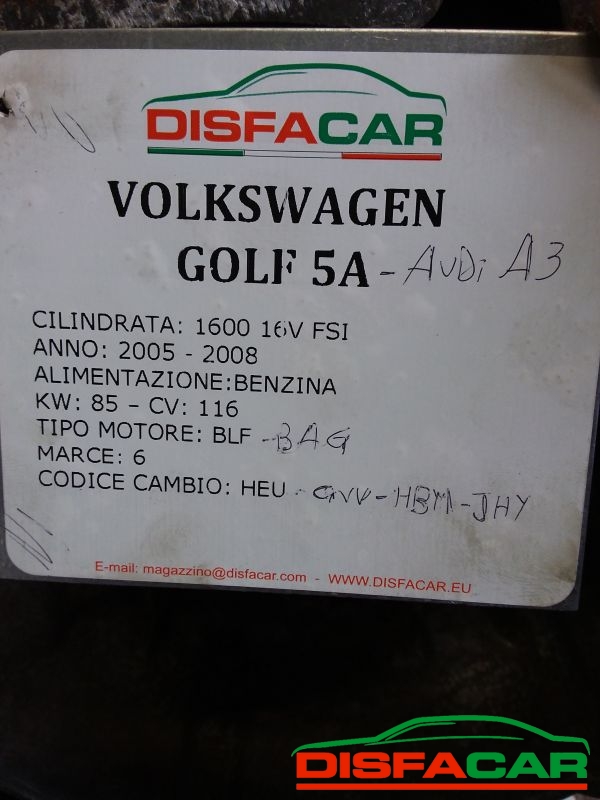 DISFACAR
VOLKSWAGEN
GOLF 5A - AUDi A3
CILINDRATA: 1600 16V FSI
ANNO: 2005 - 2008
ALIMENTAZIONE:BENZINA
KW: 85 – CV: 116
TIPO MOTORE: BLF - BAG
MARCE: 6
CODICE CAMBIO: HEU - GVV - HBM - JHY
E-mail: magazzino@disfacar.com - WWW.DISFACAR.EU
DISFACAR